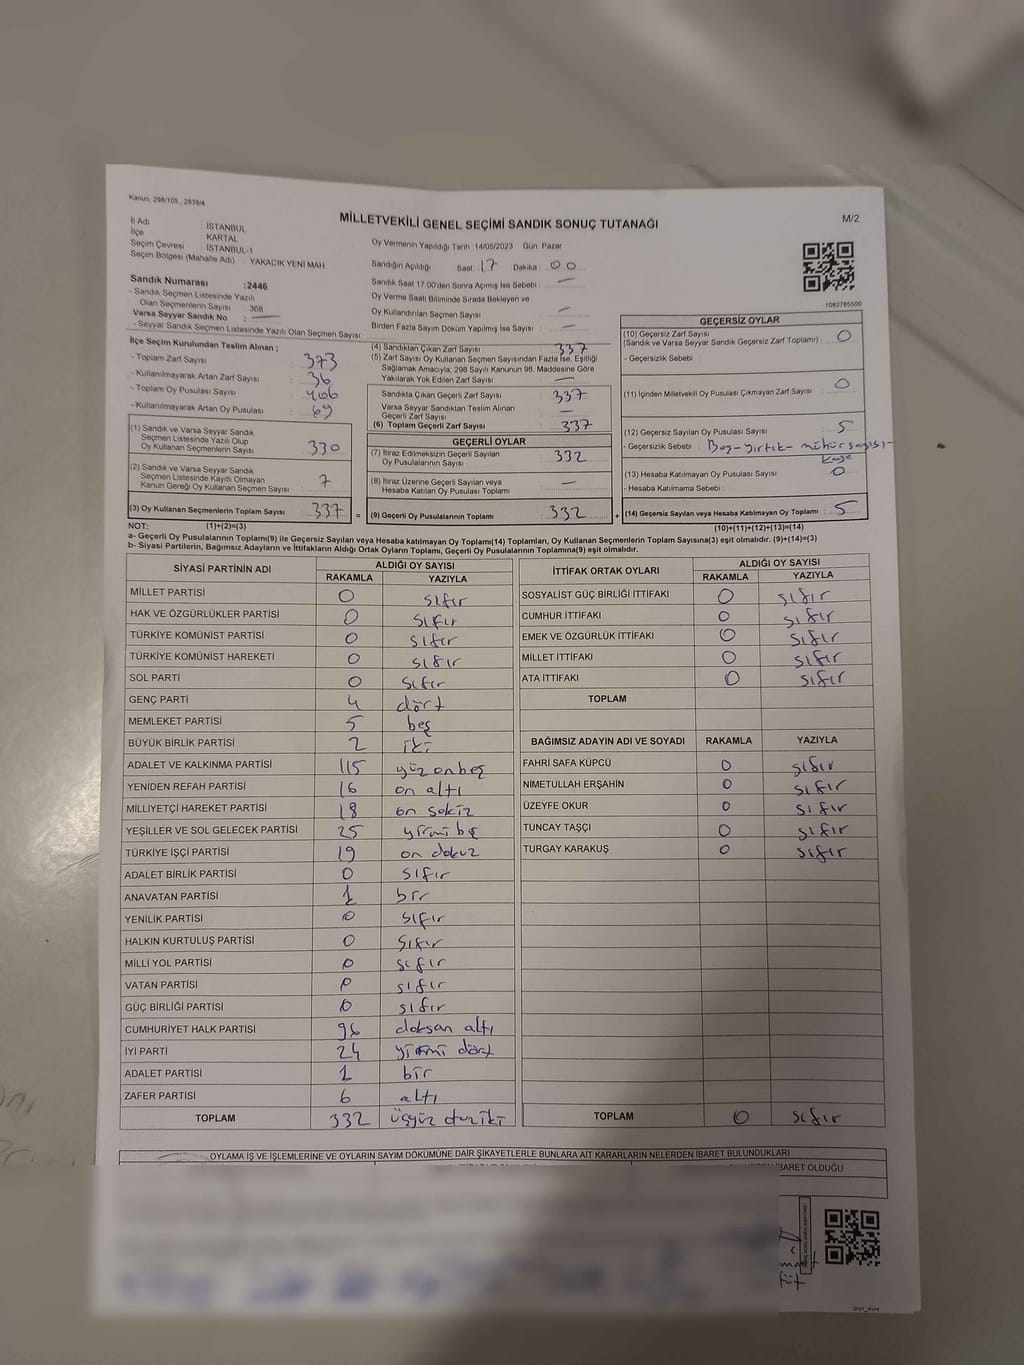 Kanun, 298/105 , 2839/4
MİLLETVEKİLİ GENEL SEÇİMİ SANDIK SONUÇ TUTANAĞI
M/2
İl Adı : İSTANBUL
İlçe : KARTAL
Seçim Çevresi : İSTANBUL-1
Seçim Bölgesi (Mahalle Adı) : YAKACIK YENİ MAH
Sandık Numarası : 2446
- Sandık Seçmen Listesinde Yazılı
Olan Seçmenlerin Sayısı : 368
Varsa Seyyar Sandık No :
- Seyyar Sandık Seçmen Listesinde Yazılı Olan Seçmen Sayısı:
Oy Vermenin Yapıldığı Tarih : 14/05/2023 Gün: Pazar
Sandığın Açıldığı Saat: 17 Dakika: 00
Sandık Saat 17.00'den Sonra Açılmış İse Sebebi : —
Oy Verme Saati Bitiminde Sırada Bekleyen ve
Oy Kullandırılan Seçmen Sayısı : —
Birden Fazla Sayım Döküm Yapılmış İse Sayısı : —
1083785500
İlçe Seçim Kurulundan Teslim Alınan ;
- Toplam Zarf Sayısı : 373
- Kullanılmayarak Artan Zarf Sayısı : 36
- Toplam Oy Pusulası Sayısı : 406
- Kullanılmayarak Artan Oy Pusulası : 69
(1) Sandık ve Varsa Seyyar Sandık
Seçmen Listesinde Yazılı Olup
Oy Kullanan Seçmenlerin Sayısı : 330
(2) Sandık ve Varsa Seyyar Sandık
Seçmen Listesinde Kayıtlı Olmayan
Kanun Gereği Oy Kullanan Seçmen Sayısı : 7
(3) Oy Kullanan Seçmenlerin Toplam Sayısı : 337 =
(4) Sandıktan Çıkan Zarf Sayısı : 337
(5) Zarf Sayısı Oy Kullanan Seçmen Sayısından Fazla İse, Eşitliği
Sağlamak Amacıyla, 298 Sayılı Kanunun 98. Maddesine Göre
Yakılarak Yok Edilen Zarf Sayısı : —
Sandıkta Çıkan Geçerli Zarf Sayısı : 337
Varsa Seyyar Sandıktan Teslim Alınan
Geçerli Zarf Sayısı : —
(6) Toplam Geçerli Zarf Sayısı : 337
GEÇERLİ OYLAR
(7) İtiraz Edilmeksizin Geçerli Sayılan
Oy Pusulalarının Sayısı : 332
(8) İtiraz Üzerine Geçerli Sayılan veya
Hesaba Katılan Oy Pusulası Toplamı : —
(9) Geçerli Oy Pusulalarının Toplamı : 332 +
GEÇERSİZ OYLAR
(10) Geçersiz Zarf Sayısı
(Sandık ve Varsa Seyyar Sandık Geçersiz Zarf Toplamı) : 0
- Geçersizlik Sebebi :
(11) İçinden Milletvekili Oy Pusulası Çıkmayan Zarf Sayısı : 0
(12) Geçersiz Sayılan Oy Pusulası Sayısı : 5
- Geçersizlik Sebebi : Boş-yırtık-mühür
(13) Hesaba Katılmayan Oy Pusulası Sayısı : 0
- Hesaba Katılmama Sebebi :
(14) Geçersiz Sayılan veya Hesaba Katılmayan Oy Toplamı : 5
NOT: (1)+(2)=(3) (10)+(11)+(12)+(13)=(14)
a- Geçerli Oy Pusulasının Toplamı(9) ile Geçersiz Sayılan veya Hesaba katılmayan Oy Toplamı(14) Toplamları, Oy Kullanan Seçmenlerin Toplam Sayısına(3) eşit olmalıdır. (9)+(14)=(3)
b- Siyasi Partilerin, Bağımsız Adayların ve İttifakların Aldığı Ortak Oyların Toplamı, Geçerli Oy Pusulalarının Toplamına(9) eşit olmalıdır.
SİYASİ PARTİNİN ADI ALDIĞI OY SAYISI
RAKAMLA YAZIYLA
MİLLET PARTİSİ 0 sıfır
HAK VE ÖZGÜRLÜKLER PARTİSİ 0 sıfır
TÜRKİYE KOMÜNİST PARTİSİ 0 sıfır
TÜRKİYE KOMÜNİST HAREKETİ 0 sıfır
SOL PARTİ 0 sıfır
GENÇ PARTİ 4 dört
MEMLEKET PARTİSİ 5 beş
BÜYÜK BİRLİK PARTİSİ 2 iki
ADALET VE KALKINMA PARTİSİ 115 yüz onbeş
YENİDEN REFAH PARTİSİ 16 on altı
MİLLİYETÇİ HAREKET PARTİSİ 18 on sekiz
YEŞİLLER VE SOL GELECEK PARTİSİ 25 yirmi beş
TÜRKİYE İŞÇİ PARTİSİ 19 on dokuz
ADALET BİRLİK PARTİSİ 0 sıfır
ANAVATAN PARTİSİ 1 bir
YENİLİK PARTİSİ 0 sıfır
HALKIN KURTULUŞ PARTİSİ 0 sıfır
MİLLİ YOL PARTİSİ 0 sıfır
VATAN PARTİSİ 0 sıfır
GÜÇ BİRLİĞİ PARTİSİ 0 sıfır
CUMHURİYET HALK PARTİSİ 96 doksan altı
İYİ PARTİ 24 yirmi dört
ADALET PARTİSİ 1 bir
ZAFER PARTİSİ 6 altı
TOPLAM 332 üçyüz otuziki
İTTİFAK ORTAK OYLARI ALDIĞI OY SAYISI
RAKAMLA YAZIYLA
SOSYALİST GÜÇ BİRLİĞİ İTTİFAKI 0 sıfır
CUMHUR İTTİFAKI 0 sıfır
EMEK VE ÖZGÜRLÜK İTTİFAKI 0 sıfır
MİLLET İTTİFAKI 0 sıfır
ATA İTTİFAKI 0 sıfır
TOPLAM
BAĞIMSIZ ADAYIN ADI VE SOYADI RAKAMLA YAZIYLA
FAHRİ SAFA KÜPCÜ 0 sıfır
NİMETULLAH ERŞAHİN 0 sıfır
ÜZEYFE OKUR 0 sıfır
TUNCAY TAŞÇI 0 sıfır
TURGAY KARAKUŞ 0 sıfır
TOPLAM 0 sıfır
OYLAMA İŞ VE İŞLEMLERİNE VE OYLARIN SAYIM DÖKÜMÜNE DAİR ŞİKAYETLERLE BUNLARA AİT KARARLARIN NELERDEN İBARET BULUNDUKLARI
İBARET OLDUĞU